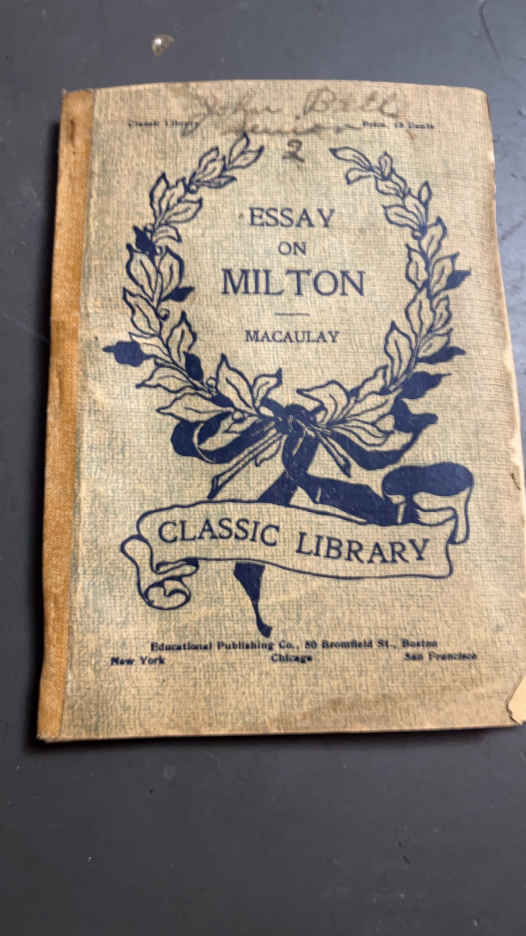 John Bell
Classic Library Price, 15 Cents
Senior
2
ESSAY
ON
MILTON
MACAULAY
CLASSIC LIBRARY
Educational Publishing Co., 50 Bromfield St., Boston
New York Chicago San Francisco